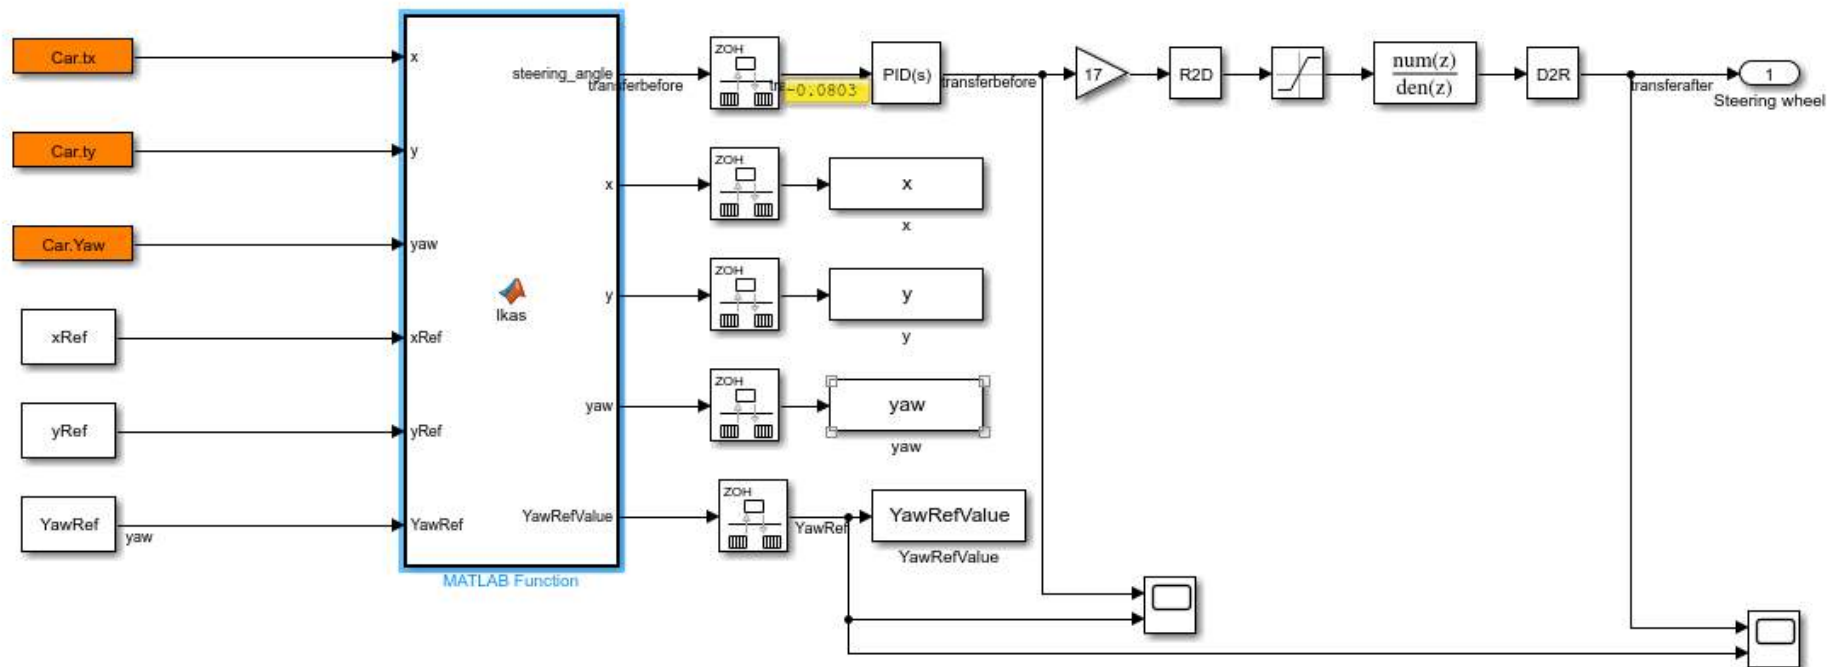 Car.tx
x
steering_angle
transferbefore
ZOH
-0.0803
PID(s)
transferbefore
17
R2D
num(z)
den(z)
D2R
transferafter
1
Steering wheel
Car.ty
y
x
ZOH
x
x
Car.Yaw
yaw
y
ZOH
y
y
Ikas
xRef
xRef
yaw
ZOH
yaw
yaw
yRef
yRef
YawRef
yaw
YawRef
YawRefValue
ZOH
YawRef
YawRefValue
YawRefValue
MATLAB Function